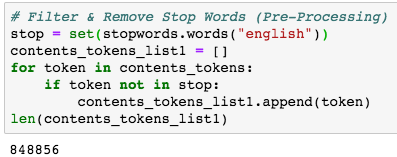 # Filter & Remove Stop Words (Pre-Processing)
stop = set(stopwords.words("english"))
contents_tokens_list1 = []
for token in contents_tokens:
    if token not in stop:
        contents_tokens_list1.append(token)
len(contents_tokens_list1)
848856